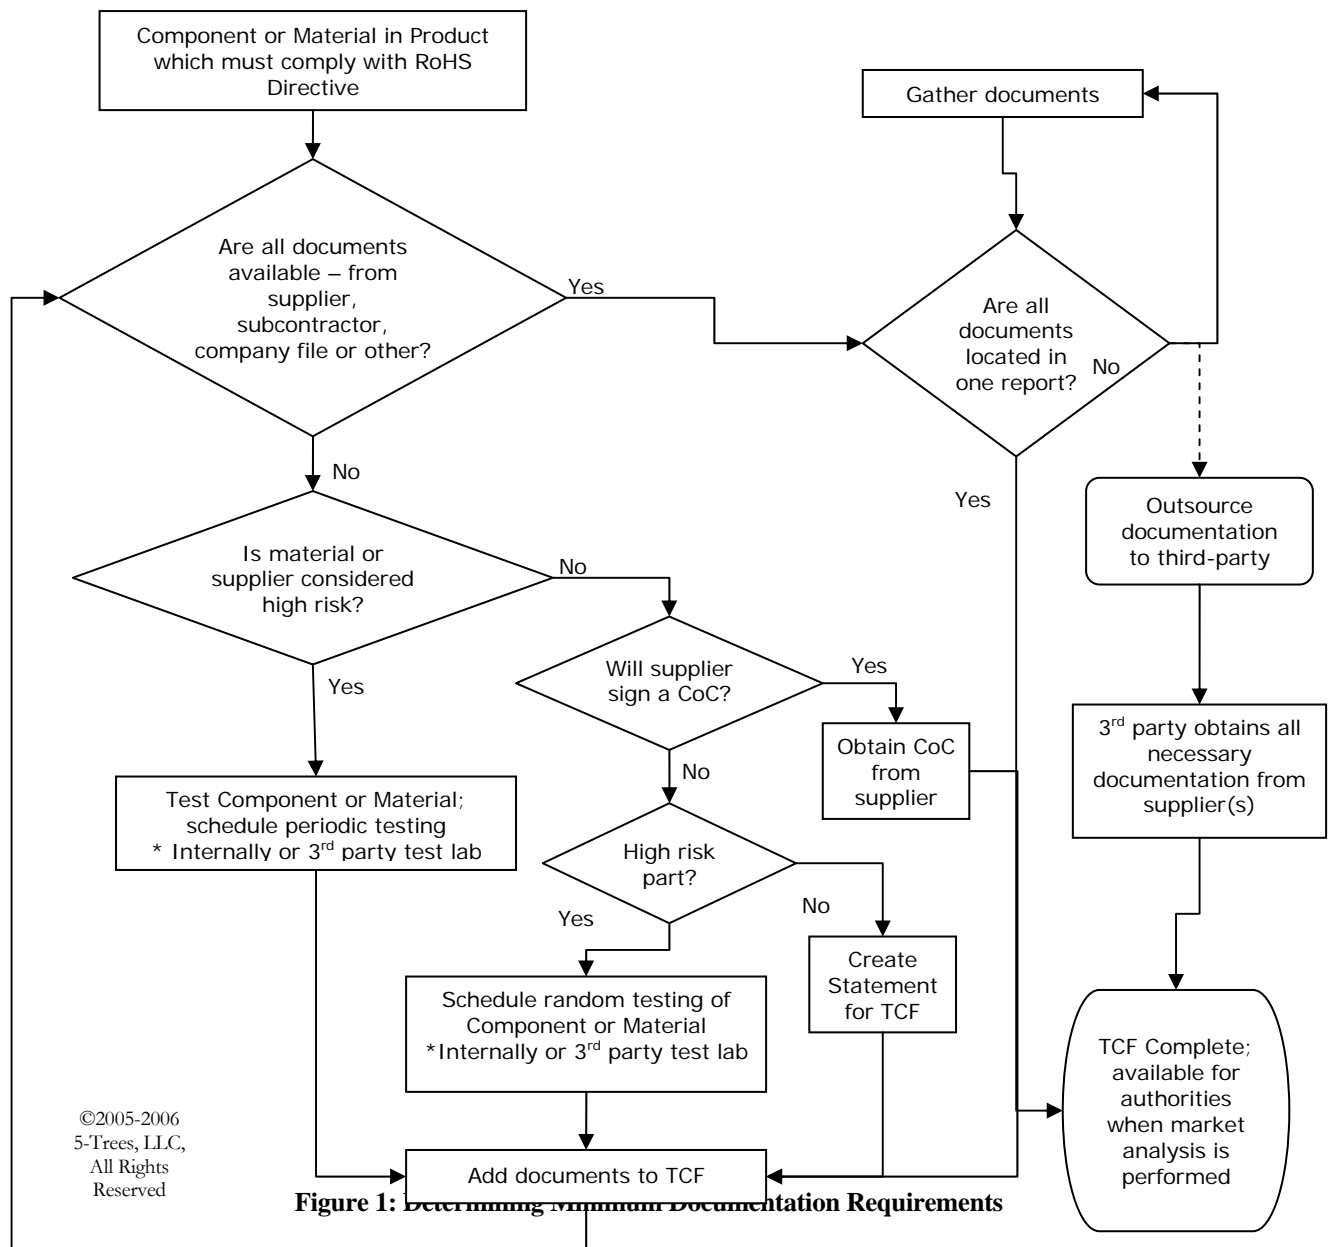 Component or Material in Product
which must comply with RoHS
Directive
Gather documents
Are all documents
available – from
supplier,
subcontractor,
company file or other?
Yes
Are all
documents
located in
one report?
No
No
Yes
Outsource
documentation
to third-party
Is material or
supplier considered
high risk?
No
Yes
Will supplier
sign a CoC?
Yes
No
Obtain CoC
from
supplier
3rd party obtains all
necessary
documentation from
supplier(s)
Test Component or Material;
schedule periodic testing
* Internally or 3rd party test lab
High risk
part?
Yes
No
Create
Statement
for TCF
Schedule random testing of
Component or Material
*Internally or 3rd party test lab
TCF Complete;
available for
authorities
when market
analysis is
performed
©2005-2006
5-Trees, LLC,
All Rights
Reserved
Add documents to TCF
Figure 1: Determining Minimum Documentation Requirements